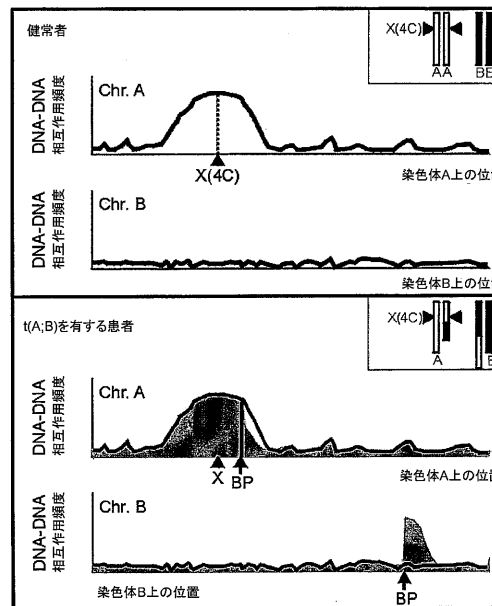 健常者
X(4C)
A A
B B
Chr. A
DNA-DNA
相互作用頻度
X(4C)
染色体A上の位
Chr. B
DNA-DNA
相互作用頻度
染色体B上の位
t(A;B)を有する患者
X(4C)
A
Chr. A
DNA-DNA
相互作用頻度
X
BP
染色体A上の位
Chr. B
DNA-DNA
相互作用頻度
染色体B上の位置
BP